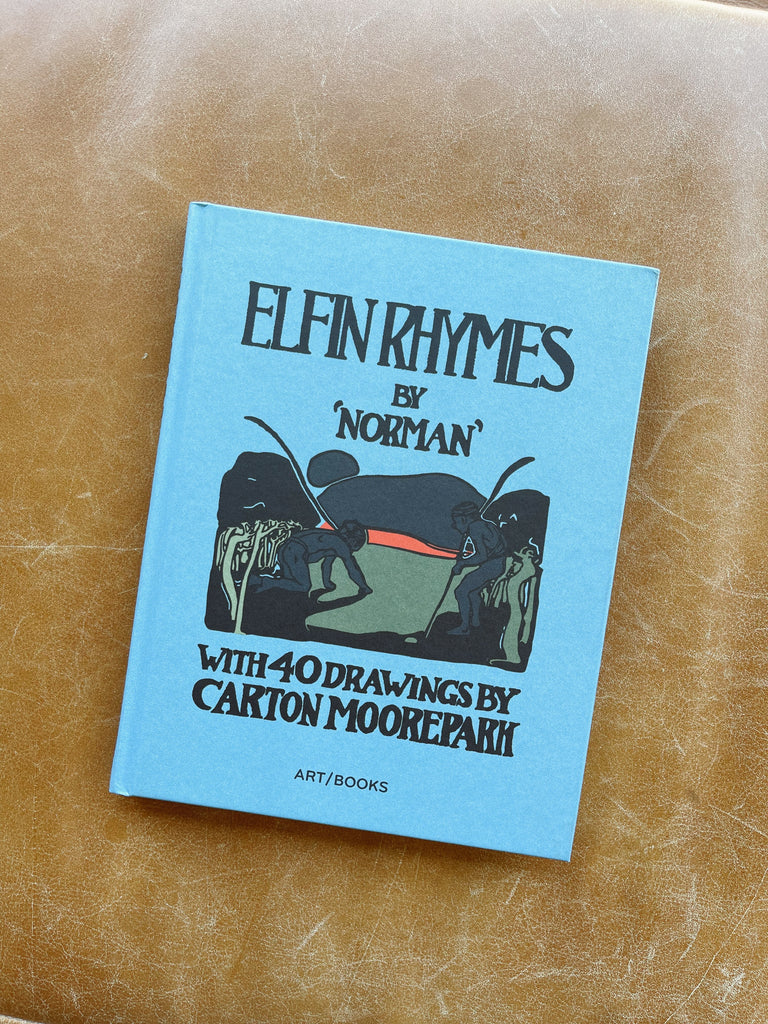 ELFIN RHYMES
BY
'NORMAN'
WITH 40 DRAWINGS BY
CARTON MOOREPARK
ART/BOOKS